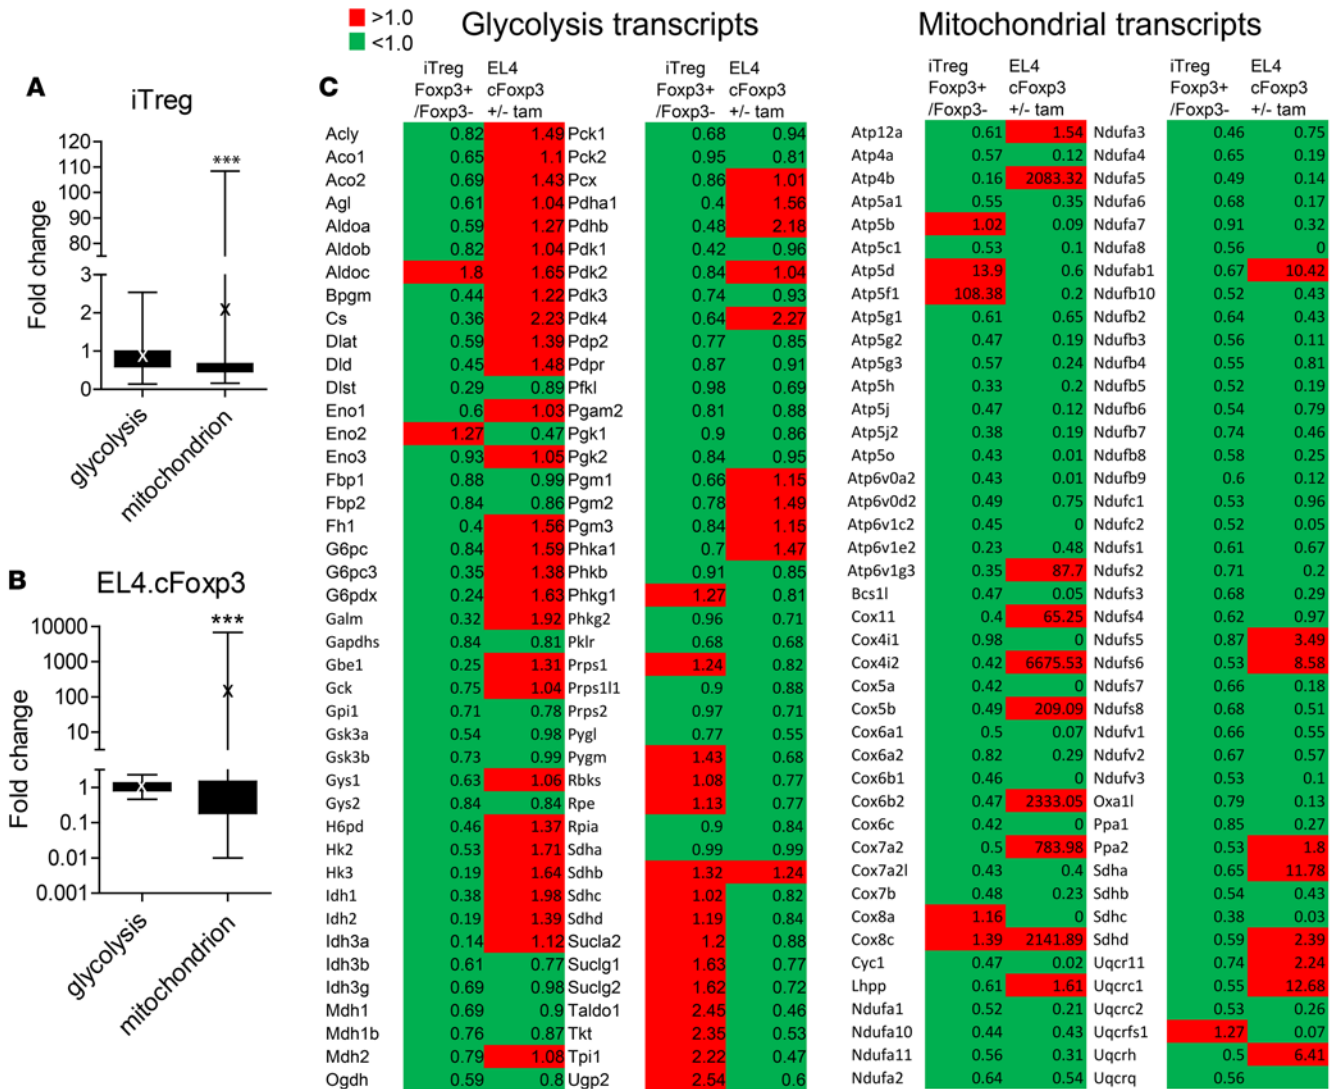 >1.0
<1.0
Glycolysis transcripts
Mitochondrial transcripts
A
iTreg
Fold change
120
110
100
90
80
70
60
3
2
1
0
***
x
x
glycolysis
mitochondrion
B
EL4.cFoxp3
Fold change
10000
1000
100
10
1
0.1
0.01
0.001
***
x
x
glycolysis
mitochondrion
C
iTreg EL4 iTreg EL4 iTreg EL4 iTreg EL4
Foxp3+ cFoxp3 Foxp3+ cFoxp3 Foxp3+ cFoxp3 Foxp3+ cFoxp3
/Foxp3- +/- tam /Foxp3- +/- tam /Foxp3- +/- tam /Foxp3- +/- tam
Acly 0.82 1.49 Pck1 0.68 0.94 Atp12a 0.61 1.54 Ndufa3 0.46 0.75
Aco1 0.65 1.1 Pck2 0.95 0.81 Atp4a 0.57 0.12 Ndufa4 0.65 0.19
Aco2 0.69 1.43 Pcx 0.86 1.01 Atp4b 0.16 2083.32 Ndufa5 0.49 0.14
Agl 0.61 1.04 Pdha1 0.4 1.56 Atp5a1 0.55 0.35 Ndufa6 0.68 0.17
Aldoa 0.59 1.27 Pdhb 0.48 2.18 Atp5b 1.02 0.09 Ndufa7 0.91 0.32
Aldob 0.82 1.04 Pdk1 0.42 0.96 Atp5c1 0.53 0.1 Ndufa8 0.56 0
Aldoc 1.8 1.65 Pdk2 0.84 1.04 Atp5d 13.9 0.6 Ndufab1 0.67 10.42
Bpgm 0.44 1.22 Pdk3 0.74 0.93 Atp5f1 108.38 0.2 Ndufb10 0.52 0.43
Cs 0.36 2.23 Pdk4 0.64 2.27 Atp5g1 0.61 0.65 Ndufb2 0.64 0.43
Dlat 0.59 1.39 Pdp2 0.77 0.85 Atp5g2 0.47 0.19 Ndufb3 0.56 0.11
Dld 0.45 1.48 Pdpr 0.87 0.91 Atp5g3 0.57 0.24 Ndufb4 0.55 0.81
Dlst 0.29 0.89 Pfkl 0.98 0.69 Atp5h 0.33 0.2 Ndufb5 0.52 0.19
Eno1 0.6 1.03 Pgam2 0.81 0.88 Atp5j 0.47 0.12 Ndufb6 0.54 0.79
Eno2 1.27 0.47 Pgk1 0.9 0.86 Atp5j2 0.38 0.19 Ndufb7 0.74 0.46
Eno3 0.93 1.05 Pgk2 0.84 0.95 Atp5o 0.43 0.01 Ndufb8 0.58 0.25
Fbp1 0.88 0.99 Pgm1 0.66 1.15 Atp6v0a2 0.43 0.01 Ndufb9 0.6 0.12
Fbp2 0.84 0.86 Pgm2 0.78 1.49 Atp6v0d2 0.49 0.75 Ndufc1 0.53 0.96
Fh1 0.4 1.56 Pgm3 0.84 1.15 Atp6v1c2 0.45 0 Ndufc2 0.52 0.05
G6pc 0.84 1.59 Phka1 0.7 1.47 Atp6v1e2 0.23 0.48 Ndufs1 0.61 0.67
G6pc3 0.35 1.38 Phkb 0.91 0.85 Atp6v1g3 0.35 87.7 Ndufs2 0.71 0.2
G6pdx 0.24 1.63 Phkg1 1.27 0.81 Bcs1l 0.47 0.05 Ndufs3 0.68 0.29
Galm 0.32 1.92 Phkg2 0.96 0.71 Cox11 0.4 65.25 Ndufs4 0.62 0.97
Gapdhs 0.84 0.81 Pklr 0.68 0.68 Cox4i1 0.98 0 Ndufs5 0.87 3.49
Gbe1 0.25 1.31 Prps1 1.24 0.82 Cox4i2 0.42 6675.53 Ndufs6 0.53 8.58
Gck 0.75 1.04 Prps1l1 0.9 0.88 Cox5a 0.42 0 Ndufs7 0.66 0.18
Gpi1 0.71 0.78 Prps2 0.97 0.71 Cox5b 0.49 209.09 Ndufs8 0.68 0.51
Gsk3a 0.54 0.98 Pygl 0.77 0.55 Cox6a1 0.5 0.07 Ndufv1 0.66 0.55
Gsk3b 0.73 0.99 Pygm 1.43 0.68 Cox6a2 0.82 0.29 Ndufv2 0.67 0.57
Gys1 0.63 1.06 Rbks 1.08 0.77 Cox6b1 0.46 0 Ndufv3 0.53 0.1
Gys2 0.84 0.84 Rpe 1.13 0.77 Cox6b2 0.47 2333.05 Oxa1l 0.79 0.13
H6pd 0.46 1.37 Rpia 0.9 0.84 Cox6c 0.42 0 Ppa1 0.85 0.27
Hk2 0.53 1.71 Sdha 0.99 0.99 Cox7a2 0.5 783.98 Ppa2 0.53 1.8
Hk3 0.19 1.64 Sdhb 1.32 1.24 Cox7a2l 0.43 0.4 Sdha 0.65 11.78
Idh1 0.38 1.98 Sdhc 1.02 0.82 Cox7b 0.48 0.23 Sdhb 0.54 0.43
Idh2 0.19 1.39 Sdhd 1.19 0.84 Cox8a 1.16 0 Sdhc 0.38 0.03
Idh3a 0.14 1.12 Sucla2 1.2 0.88 Cox8c 1.39 2141.89 Sdhd 0.59 2.39
Idh3b 0.61 0.77 Suclg1 1.63 0.77 Cyc1 0.47 0.02 Uqcr11 0.74 2.24
Idh3g 0.69 0.98 Suclg2 1.62 0.72 Lhpp 0.61 1.61 Uqcrc1 0.55 12.68
Mdh1 0.69 0.9 Taldo1 2.45 0.46 Ndufa1 0.52 0.21 Uqcrc2 0.53 0.26
Mdh1b 0.76 0.87 Tkt 2.35 0.53 Ndufa10 0.44 0.43 Uqcrfs1 1.27 0.07
Mdh2 0.79 1.08 Tpi1 2.22 0.47 Ndufa11 0.56 0.31 Uqcrh 0.5 6.41
Ogdh 0.59 0.8 Ugp2 2.54 0.6 Ndufa2 0.64 0.54 Uqcrq 0.56